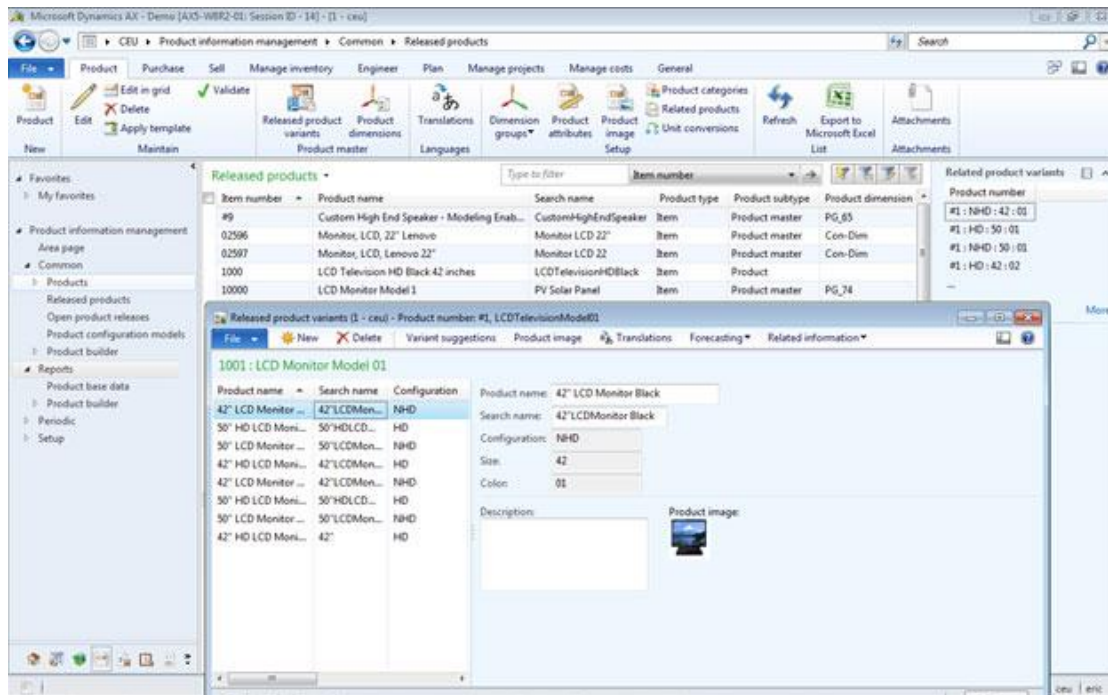 Microsoft Dynamics AX - Demo [AX5-W8R2-01: Session ID - 14] - [1 - ceu]
CEU ▸ Product information management ▸ Common ▸ Released products
Search
File Product Purchase Sell Manage inventory Engineer Plan Manage projects Manage costs General
Product
Edit
Edit in grid
Delete
Apply template
Validate
Released product variants
Product dimensions
Translations
Dimension groups
Product attributes
Product image
Product categories
Related products
Unit conversions
Refresh
Export to Microsoft Excel
Attachments
New Maintain Product master Languages Setup List Attachments
Favorites
My favorites
Product information management
Area page
Common
Products
Released products
Open product releases
Product configuration models
Product builder
Reports
Product base data
Product builder
Periodic
Setup
Released products
Type to filter
Item number
Item number Product name Search name Product type Product subtype Product dimension
#9 Custom High End Speaker - Modeling Enab... CustomHighEndSpeaker Item Product master PG_65
02596 Monitor, LCD, 22" Lenovo Monitor LCD 22" Item Product master Con-Dim
02597 Monitor, LCD, Lenovo 22" Monitor LCD 22 Item Product master Con-Dim
1000 LCD Television HD Black 42 inches LCDTelevisionHDBlack Item Product
10000 LCD Monitor Model 1 PV Solar Panel Item Product master PG_74
Related product variants
Product number
#1 : NHD : 42 : 01
#1 : HD : 50 : 01
#1 : NHD : 50 : 01
#1 : HD : 42 : 02
...
More
Released product variants (1 - ceu) - Product number: #1, LCDTelevisionModel01
File New Delete Variant suggestions Product image Translations Forecasting Related information
1001 : LCD Monitor Model 01
Product name Search name Configuration
42" LCD Monitor ... 42"LCDMon... NHD
50" HD LCD Moni... 50"HDLCD... HD
50" LCD Monitor ... 50"LCDMon... NHD
42" HD LCD Moni... 42"LCDMon... HD
42" LCD Monitor ... 42"LCDMon... NHD
50" HD LCD Moni... 50"HDLCD... HD
50" LCD Monitor ... 50"LCDMon... NHD
42" HD LCD Moni... 42" HD
Product name: 42" LCD Monitor Black
Search name: 42"LCDMonitor Black
Configuration: NHD
Size: 42
Color: 01
Description:
Product image:
ceu eric